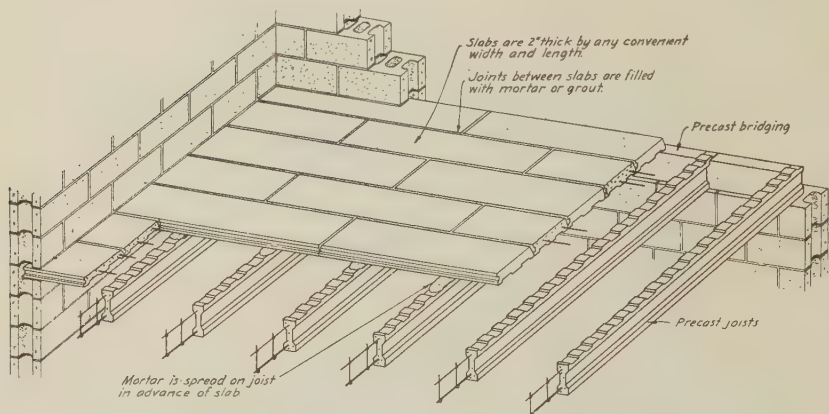 Slabs are 2" thick by any convenient
width and length.
Joints between slabs are filled
with mortar or grout.
Precast bridging
Precast joists
Mortar is spread on joist
in advance of slab